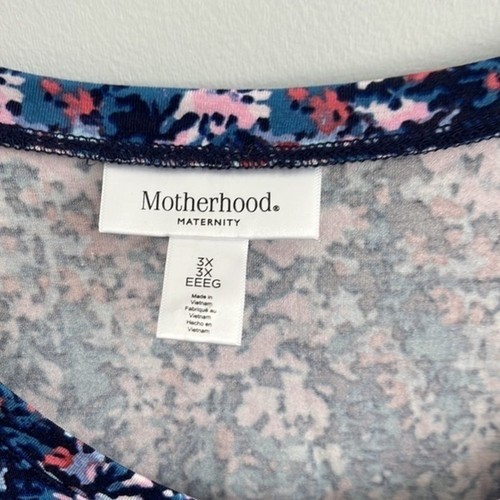 Motherhood®
MATERNITY
3X
3X
EEEG
Made in
Vietnam
Fabriqué au
Vietnam
Hecho en
Vietnam